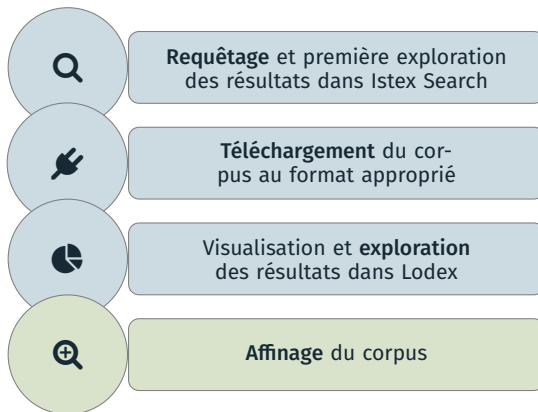 Requêtage et première exploration
des résultats dans Istex Search
Téléchargement du cor-
pus au format approprié
Visualisation et exploration
des résultats dans Lodex
Affinage du corpus